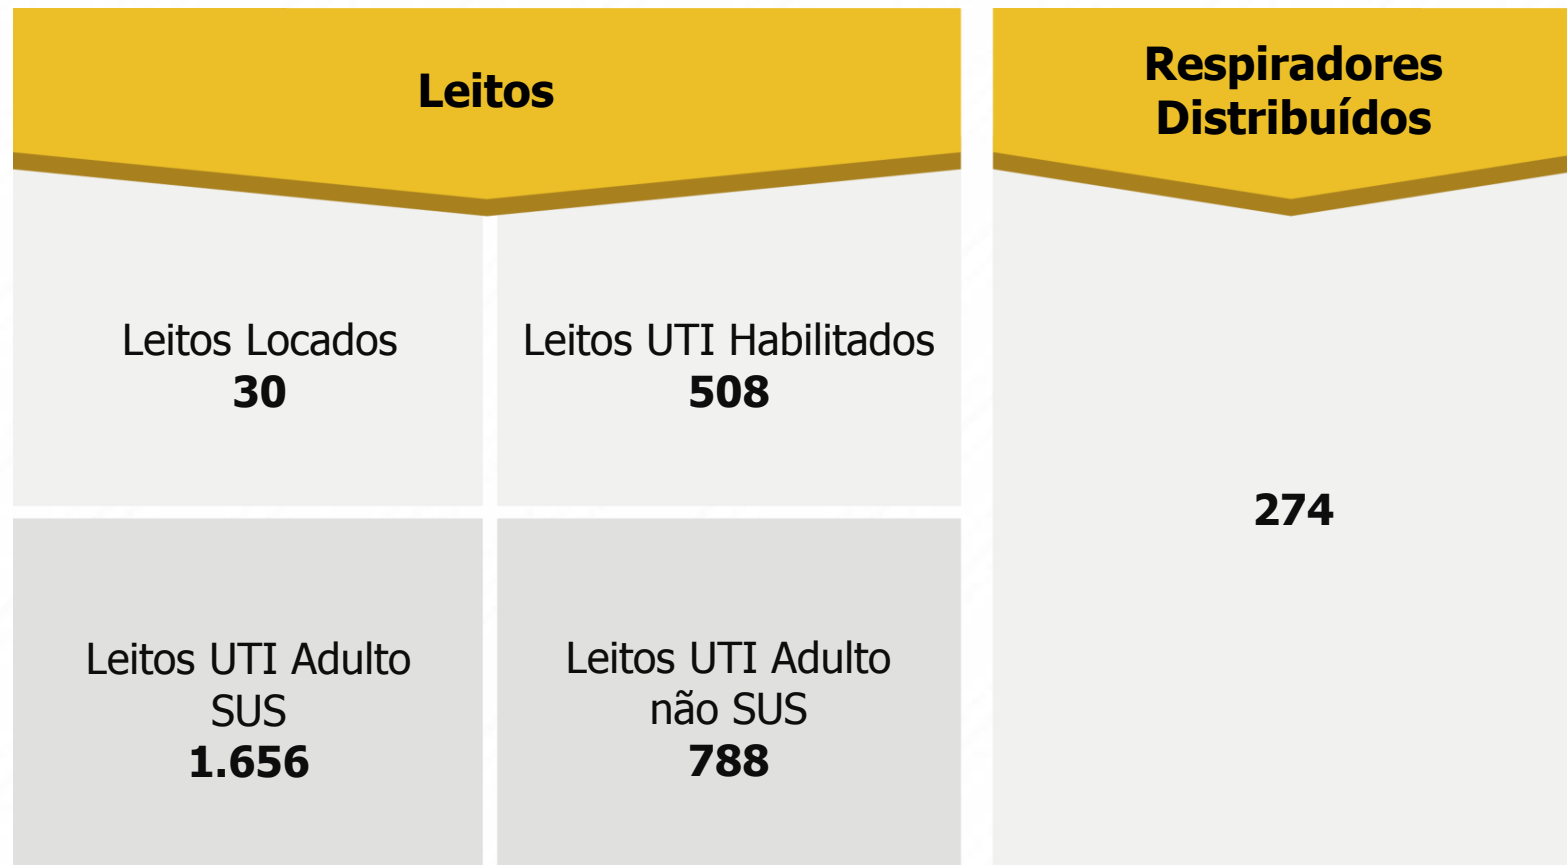 Leitos
Respiradores
Distribuídos
Leitos Locados
30
Leitos UTI Habilitados
508
Leitos UTI Adulto
SUS
1.656
Leitos UTI Adulto
não SUS
788
274